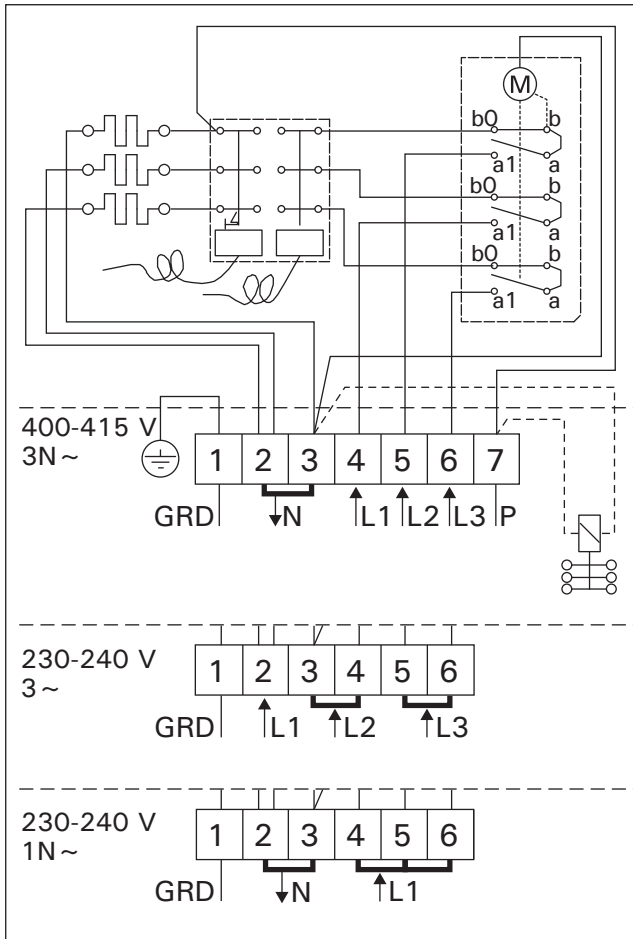 M
b0 b
a1 a
b0 b
a1 a
b0 b
a1 a
400-415 V
3N~
1 2 3 4 5 6 7
GRD N L1 L2 L3 P
230-240 V
3~
1 2 3 4 5 6
GRD L1 L2 L3
230-240 V
1N~
1 2 3 4 5 6
GRD N L1